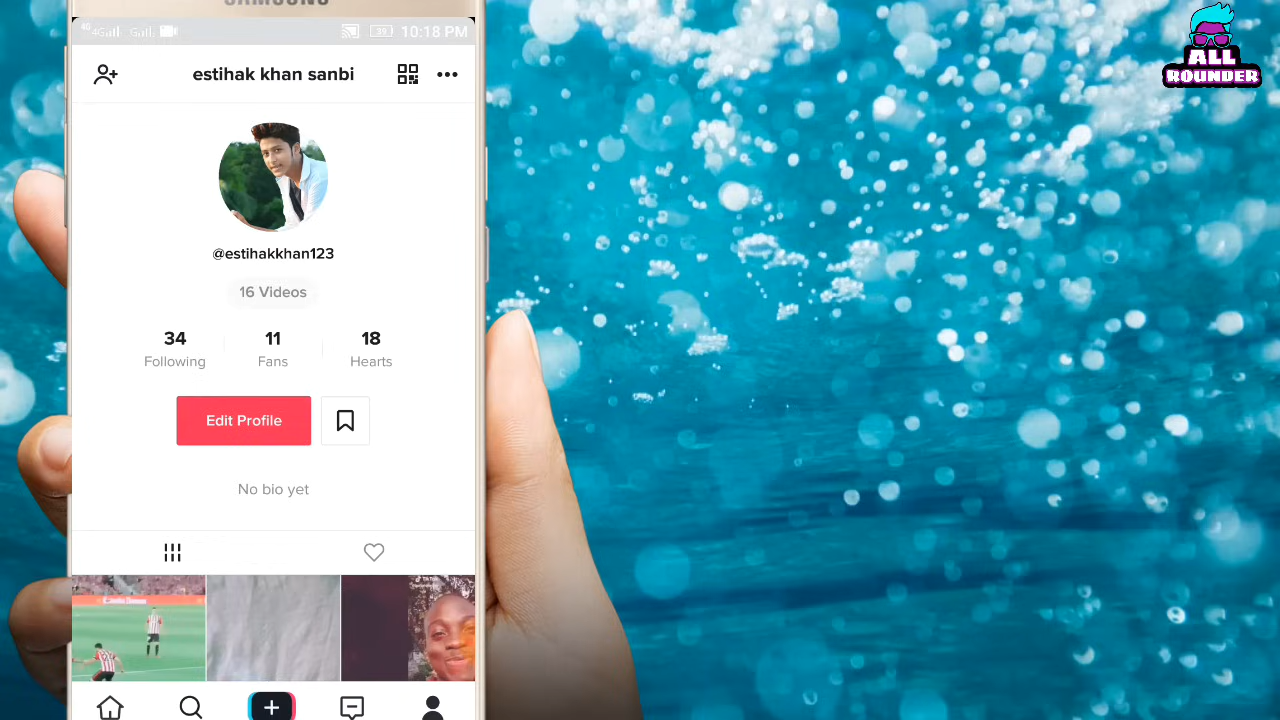 SAMSUNG
10:18 PM
estihak khan sanbi
@estihakkhan123
16 Videos
34 11 18
Following Fans Hearts
Edit Profile
No bio yet
ALL
ROUNDER